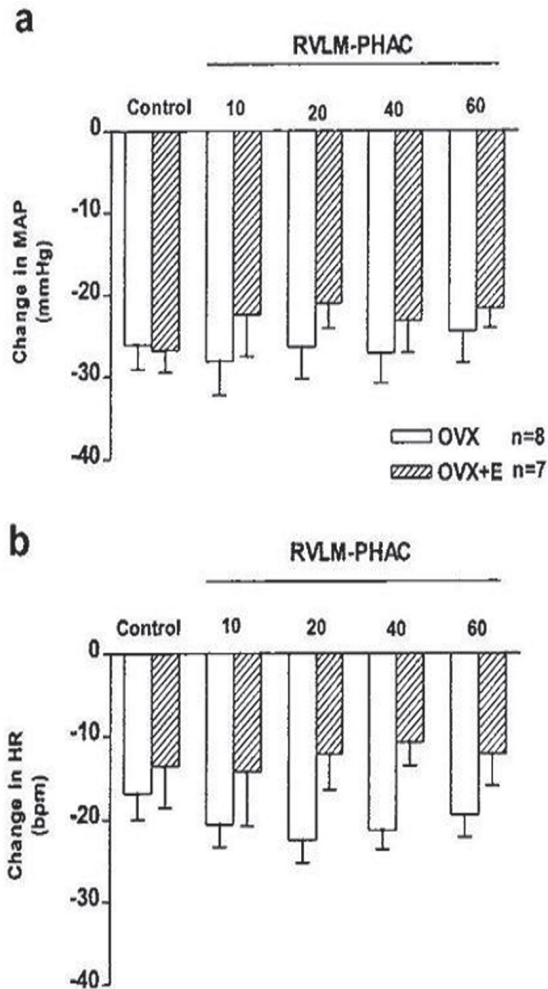 a
RVLM-PHAC
Control 10 20 40 60
0
-10
-20
-30
-40
Change in MAP
(mmHg)
OVX n=8
OVX+E n=7
b
RVLM-PHAC
Control 10 20 40 60
0
-10
-20
-30
-40
Change in HR
(bpm)